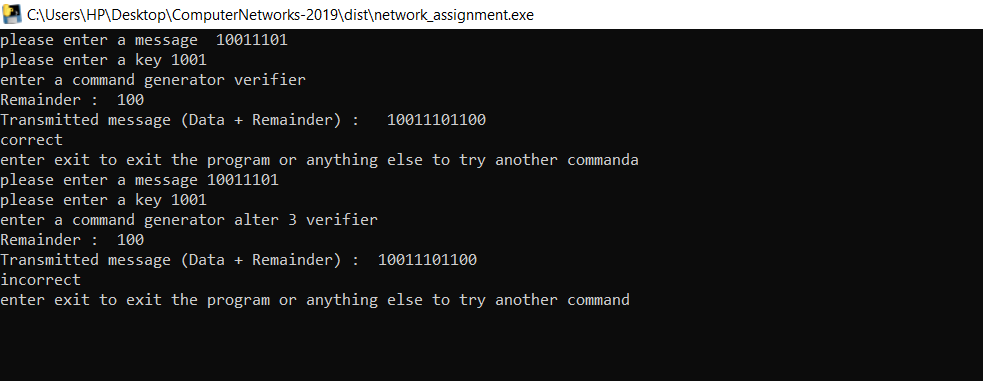 C:\Users\HP\Desktop\ComputerNetworks-2019\dist\network_assignment.exe
please enter a message  10011101
please enter a key 1001
enter a command generator verifier
Remainder :  100
Transmitted message (Data + Remainder) :   10011101100
correct
enter exit to exit the program or anything else to try another commanda
please enter a message 10011101
please enter a key 1001
enter a command generator alter 3 verifier
Remainder :  100
Transmitted message (Data + Remainder) :  10011101100
incorrect
enter exit to exit the program or anything else to try another command